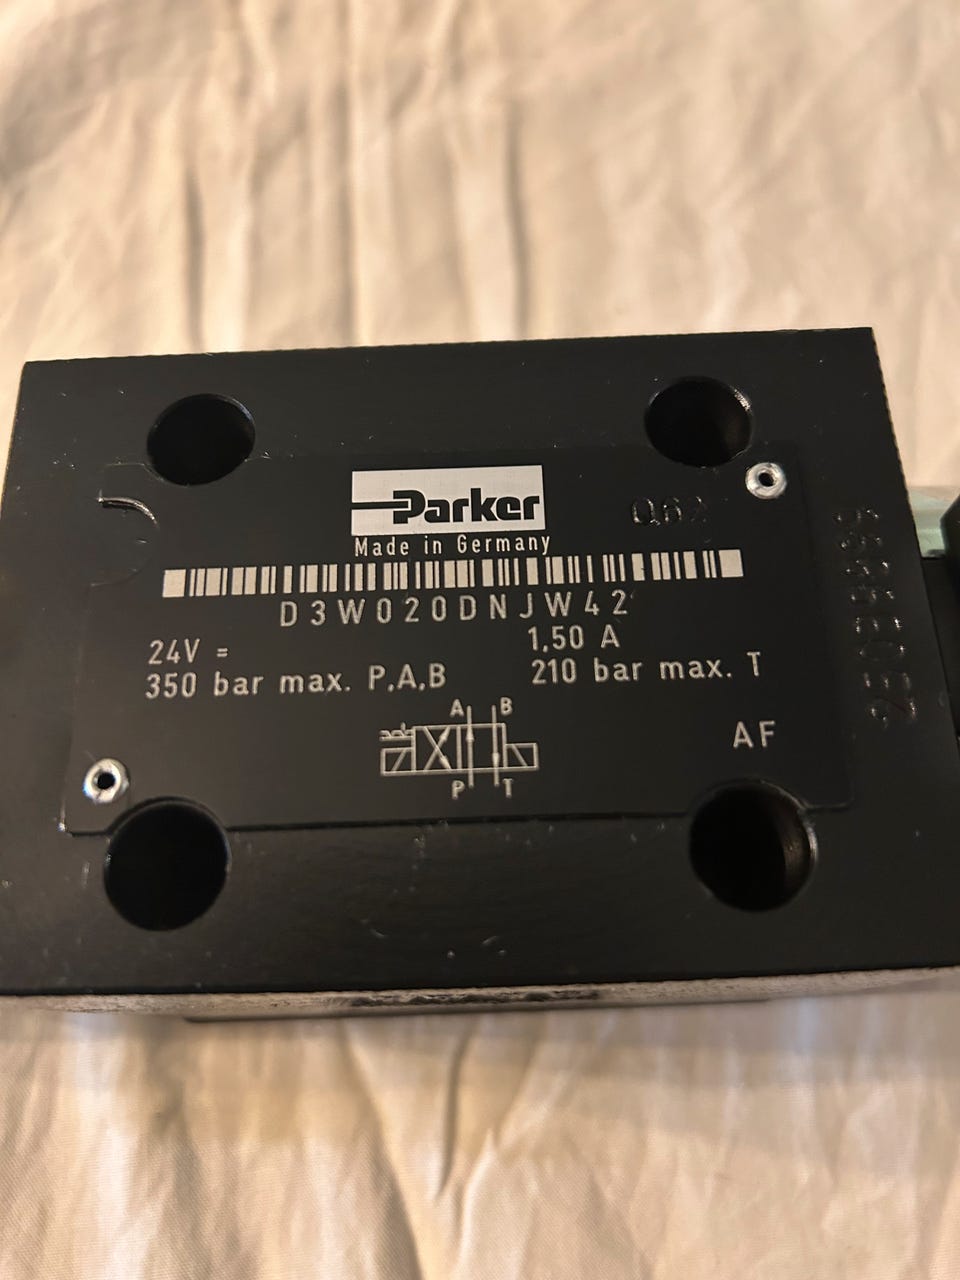 Parker
Made in Germany
D3W020DNJW42
24V = 1,50 A
350 bar max. P,A,B 210 bar max. T
A B
AF
P T